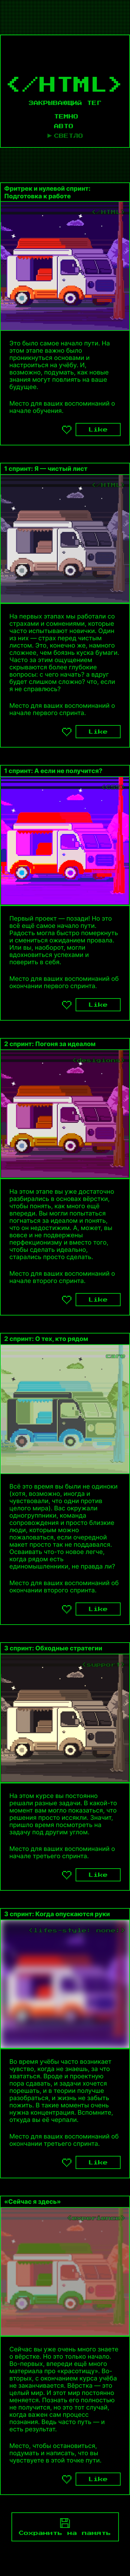 </HTML>
ЗАКРЫВАЮЩИЙ ТЕГ
ТЕМНО
АВТО
▶ СВЕТЛО
Фритрек и нулевой спринт:
Подготовка к работе
Это было самое начало пути. На
этом этапе важно было
проникнуться основами и
настроиться на учёбу. И,
возможно, подумать, как новые
знания могут повлиять на ваше
будущее.
Место для ваших воспоминаний о
начале обучения.
Like
1 спринт: Я — чистый лист
На первых этапах мы работали со
страхами и сомнениями, которые
часто испытывают новички. Один
из них — страх перед чистым
листом. Это, конечно же, намного
сложнее, чем боязнь куска бумаги.
Часто за этим ощущением
скрываются более глубокие
вопросы: с чего начать? а вдруг
будет слишком сложно? что, если
я не справлюсь?
Место для ваших воспоминаний о
начале первого спринта.
Like
1 спринт: А если не получится?
Первый проект — позади! Но это
всё ещё самое начало пути.
Радость могла быстро померкнуть
и смениться ожиданием провала.
Или вы, наоборот, могли
вдохновиться успехами и
поверить в себя.
Место для ваших воспоминаний об
окончании первого спринта.
Like
2 спринт: Погоня за идеалом
На этом этапе вы уже достаточно
разбирались в основах вёрстки,
чтобы понять, как много ещё
впереди. Вы могли попытаться
погнаться за идеалом и понять,
что он недостижим. А, может, вы
вовсе и не подвержены
перфекционизму и вместо того,
чтобы сделать идеально,
старались просто сделать.
Место для ваших воспоминаний о
начале второго спринта.
Like
2 спринт: О тех, кто рядом
Всё это время вы были не одиноки
(хотя, возможно, иногда и
чувствовали, что один против
целого мира). Вас окружали
одногруппники, команда
сопровождения и просто близкие
люди, которым можно
пожаловаться, если очередной
макет просто так не поддавался.
Осваивать что-то новое легче,
когда рядом есть
единомышленники, не правда ли?
Место для ваших воспоминаний об
окончании второго спринта.
Like
3 спринт: Обходные стратегии
На этом курсе вы постоянно
решали разные задачи. В какой-то
момент вам могло показаться, что
решения просто иссякли. Значит,
пришло время посмотреть на
задачу под другим углом.
Место для ваших воспоминаний о
начале третьего спринта.
Like
3 спринт: Когда опускаются руки
Во время учёбы часто возникает
чувство, когда не знаешь, за что
хвататься. Вроде и проектную
пора сдавать, и задачи хочется
порешать, и в теории получше
разобраться, и жизнь не забыть
пожить. В такие моменты очень
нужна концентрация. Вспомните,
откуда вы её черпали.
Место для ваших воспоминаний об
окончании третьего спринта.
Like
«Сейчас я здесь»
Сейчас вы уже очень много знаете
о вёрстке. Но это только начало.
Во-первых, впереди ещё много
материала про «красотищу». Во-
вторых, с окончанием курса учёба
не заканчивается. Вёрстка — это
целый мир. И этот мир постоянно
меняется. Познать его полностью
не получится, но это тот случай,
когда важен сам процесс
познания. Ведь часто путь — и
есть результат.
Место, чтобы остановиться,
подумать и написать, что вы
чувствуете в этой точке пути.
Like
Сохранить на память